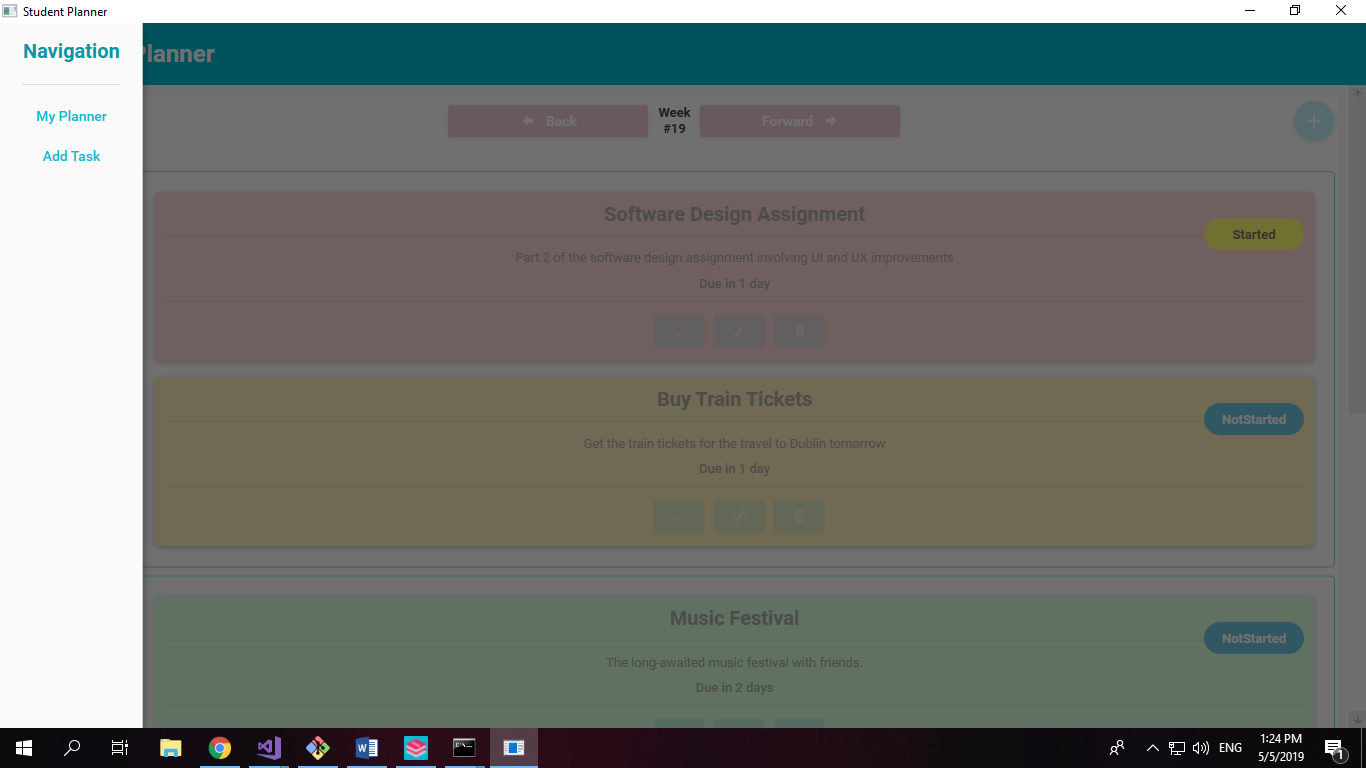 Student Planner
Navigation
Planner
My Planner
Add Task
Back
Week
#19
Forward
Software Design Assignment
Started
Part 2 of the software design assignment involving UI and UX improvements
Due in 1 day
Buy Train Tickets
NotStarted
Get the train tickets for the travel to Dublin tomorrow
Due in 1 day
Music Festival
NotStarted
The long-awaited music festival with friends.
Due in 2 days
ENG
1:24 PM
5/5/2019
1